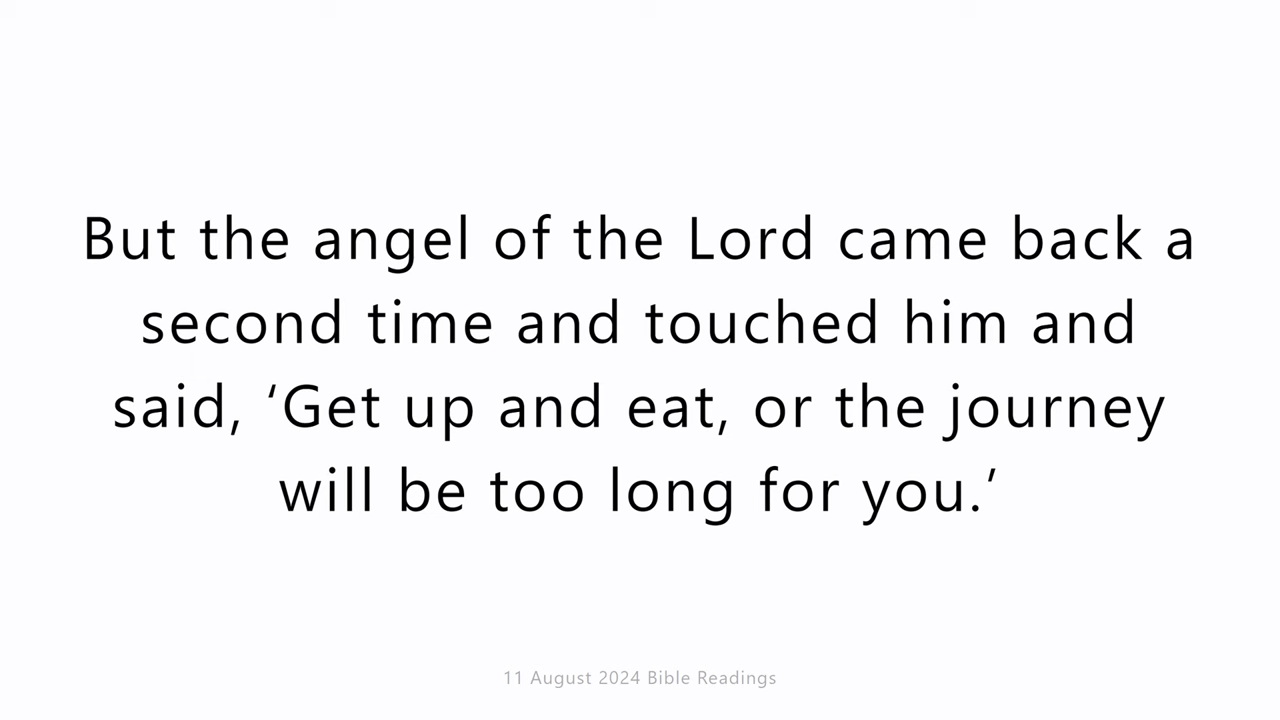 But the angel of the Lord came back a
second time and touched him and
said, ‘Get up and eat, or the journey
will be too long for you.’
11 August 2024 Bible Readings